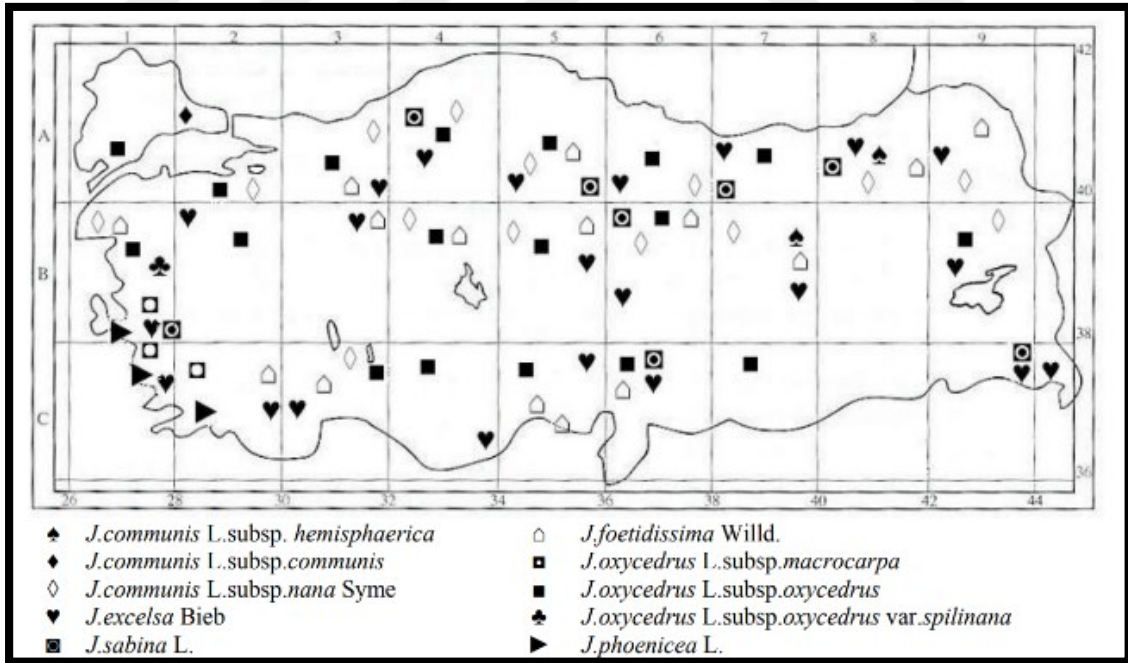 1 2 3 4 5 6 7 8 9
42
A
40
B
38
C
36
26 28 30 32 34 36 38 40 42 44
♠ J.communis L.subsp. hemisphaerica
♦ J.communis L.subsp.communis
◊ J.communis L.subsp.nana Syme
♥ J.excelsa Bieb
◙ J.sabina L.
⌂ J.foetidissima Willd.
◘ J.oxycedrus L.subsp.macrocarpa
■ J.oxycedrus L.subsp.oxycedrus
♣ J.oxycedrus L.subsp.oxycedrus var.spilinana
► J.phoenicea L.